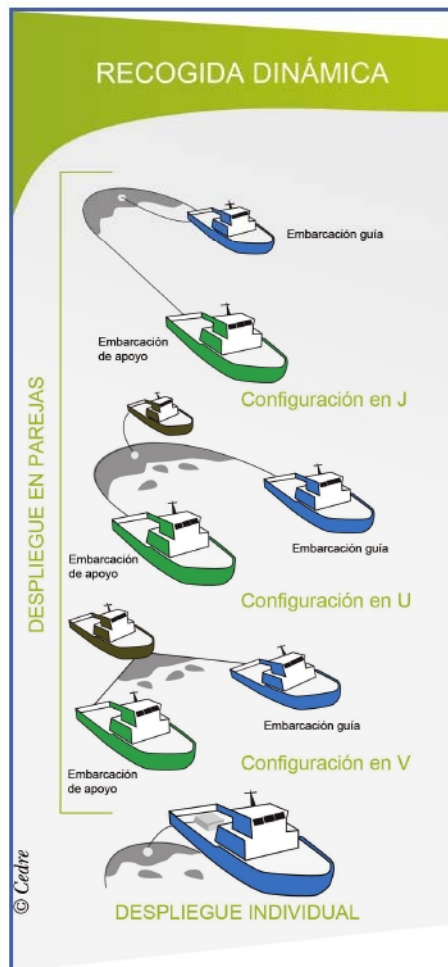 RECOGIDA DINÁMICA
Embarcación guía
Embarcación
de apoyo
Configuración en J
DESPLIEGUE EN PAREJAS
Embarcación guía
Embarcación
de apoyo
Configuración en U
Embarcación guía
Embarcación
de apoyo
Configuración en V
DESPLIEGUE INDIVIDUAL
© Cedre